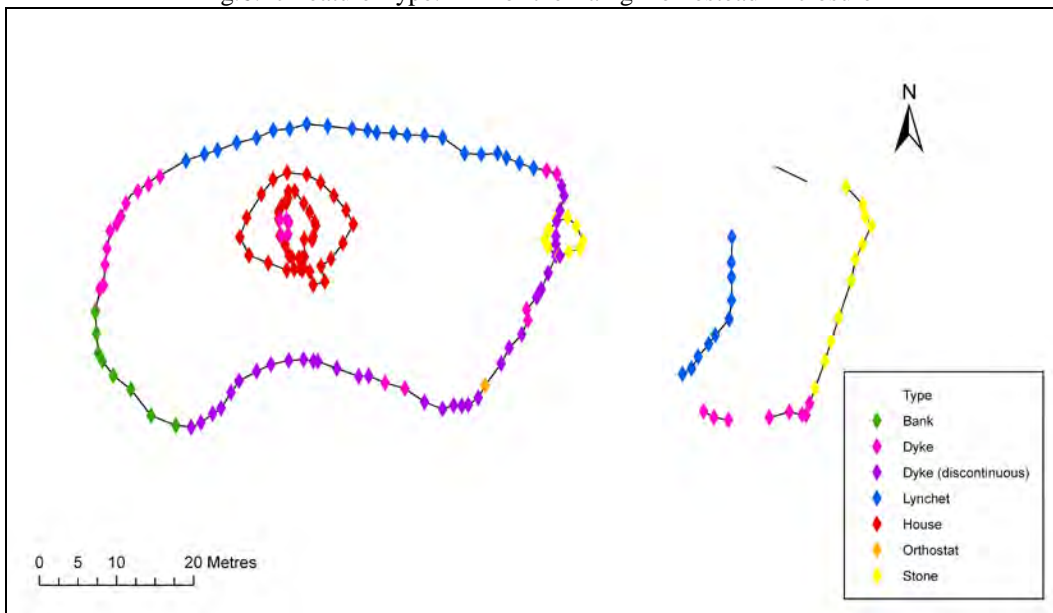 N
Type
Bank
Dyke
Dyke (discontinuous)
Lynchet
House
Orthostat
Stone
0 5 10 20 Metres